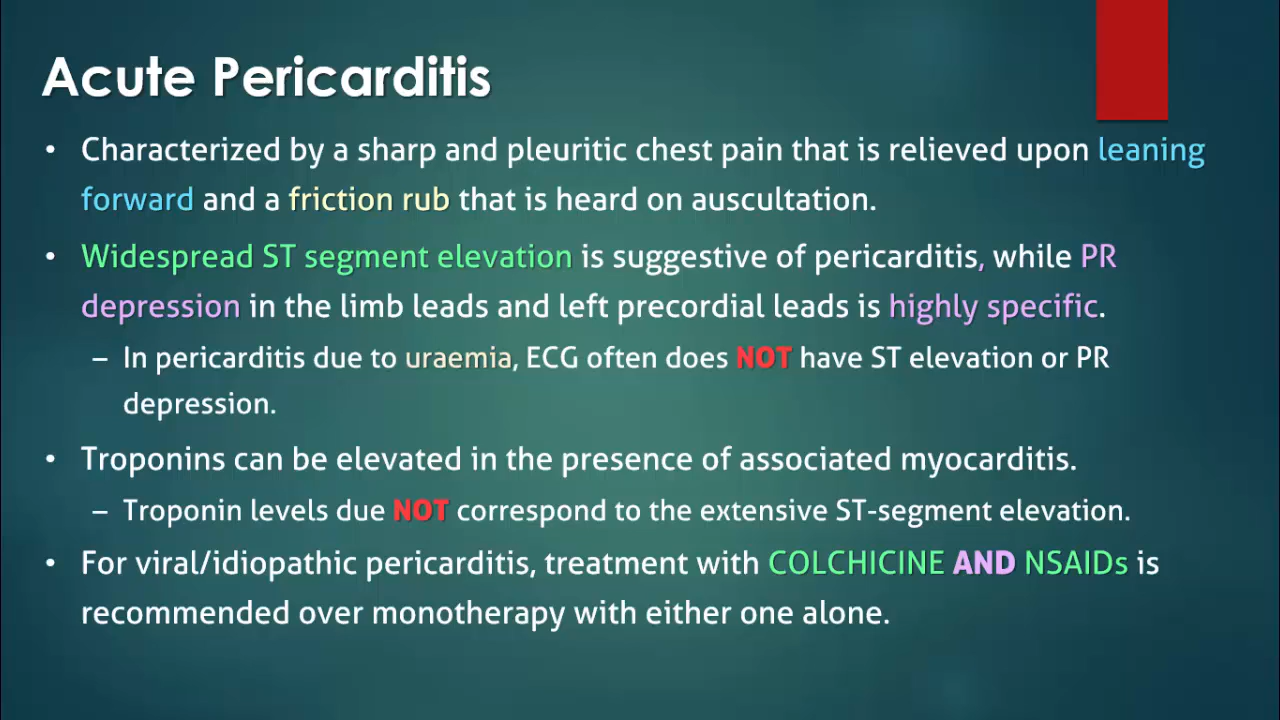 Acute Pericarditis
• Characterized by a sharp and pleuritic chest pain that is relieved upon leaning
forward and a friction rub that is heard on auscultation.
• Widespread ST segment elevation is suggestive of pericarditis, while PR
depression in the limb leads and left precordial leads is highly specific.
– In pericarditis due to uraemia, ECG often does NOT have ST elevation or PR
depression.
• Troponins can be elevated in the presence of associated myocarditis.
– Troponin levels due NOT correspond to the extensive ST-segment elevation.
• For viral/idiopathic pericarditis, treatment with COLCHICINE AND NSAIDs is
recommended over monotherapy with either one alone.